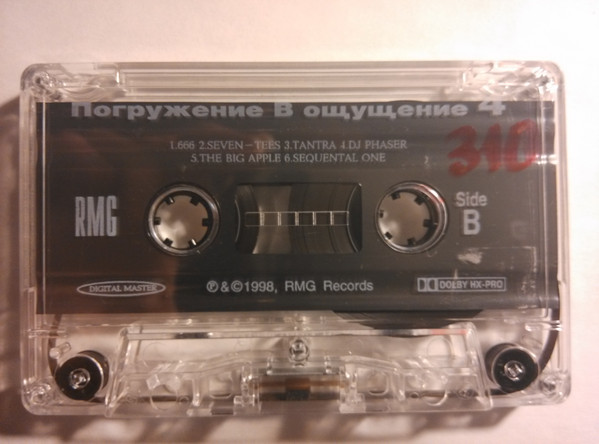 Погружение В ощущение 4
1.666 2.SEVEN-TEES 3.TANTRA 4.DJ PHASER
5.THE BIG APPLE 6.SEQUENTAL ONE
310
RMG
Side
B
DIGITAL MASTER
℗&©1998, RMG Records
DOLBY HX-PRO